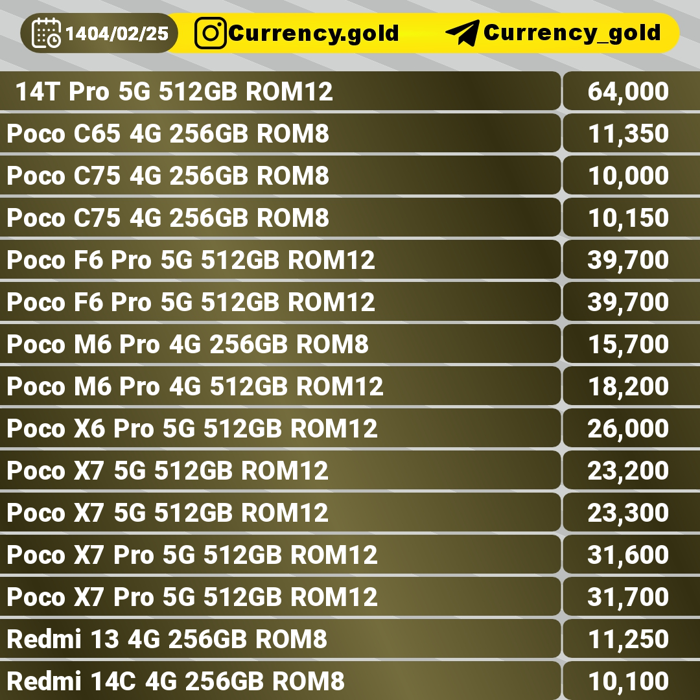 1404/02/25 Currency.gold Currency_gold
14T Pro 5G 512GB ROM12 64,000
Poco C65 4G 256GB ROM8 11,350
Poco C75 4G 256GB ROM8 10,000
Poco C75 4G 256GB ROM8 10,150
Poco F6 Pro 5G 512GB ROM12 39,700
Poco F6 Pro 5G 512GB ROM12 39,700
Poco M6 Pro 4G 256GB ROM8 15,700
Poco M6 Pro 4G 512GB ROM12 18,200
Poco X6 Pro 5G 512GB ROM12 26,000
Poco X7 5G 512GB ROM12 23,200
Poco X7 5G 512GB ROM12 23,300
Poco X7 Pro 5G 512GB ROM12 31,600
Poco X7 Pro 5G 512GB ROM12 31,700
Redmi 13 4G 256GB ROM8 11,250
Redmi 14C 4G 256GB ROM8 10,100